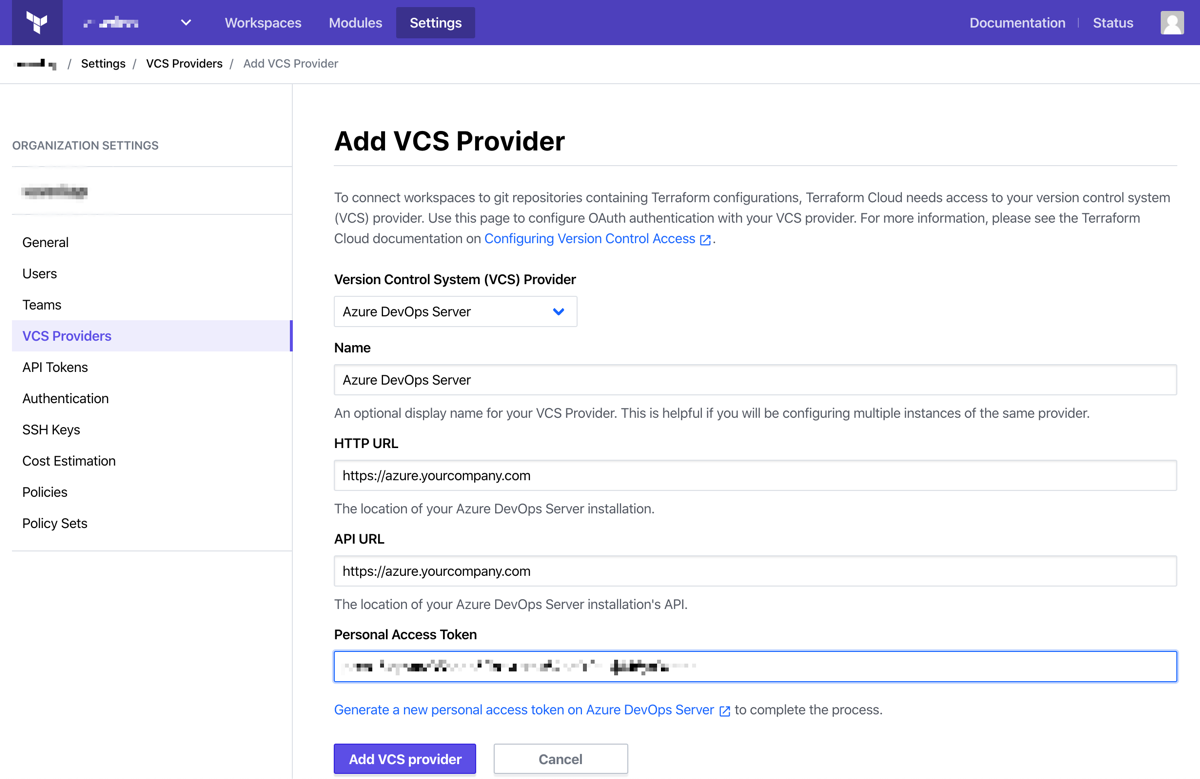 Workspaces Modules Settings Documentation Status
/ Settings / VCS Providers / Add VCS Provider
ORGANIZATION SETTINGS
General
Users
Teams
VCS Providers
API Tokens
Authentication
SSH Keys
Cost Estimation
Policies
Policy Sets
Add VCS Provider
To connect workspaces to git repositories containing Terraform configurations, Terraform Cloud needs access to your version control system
(VCS) provider. Use this page to configure OAuth authentication with your VCS provider. For more information, please see the Terraform
Cloud documentation on Configuring Version Control Access.
Version Control System (VCS) Provider
Azure DevOps Server
Name
Azure DevOps Server
An optional display name for your VCS Provider. This is helpful if you will be configuring multiple instances of the same provider.
HTTP URL
https://azure.yourcompany.com
The location of your Azure DevOps Server installation.
API URL
https://azure.yourcompany.com
The location of your Azure DevOps Server installation's API.
Personal Access Token
Generate a new personal access token on Azure DevOps Server to complete the process.
Add VCS provider Cancel